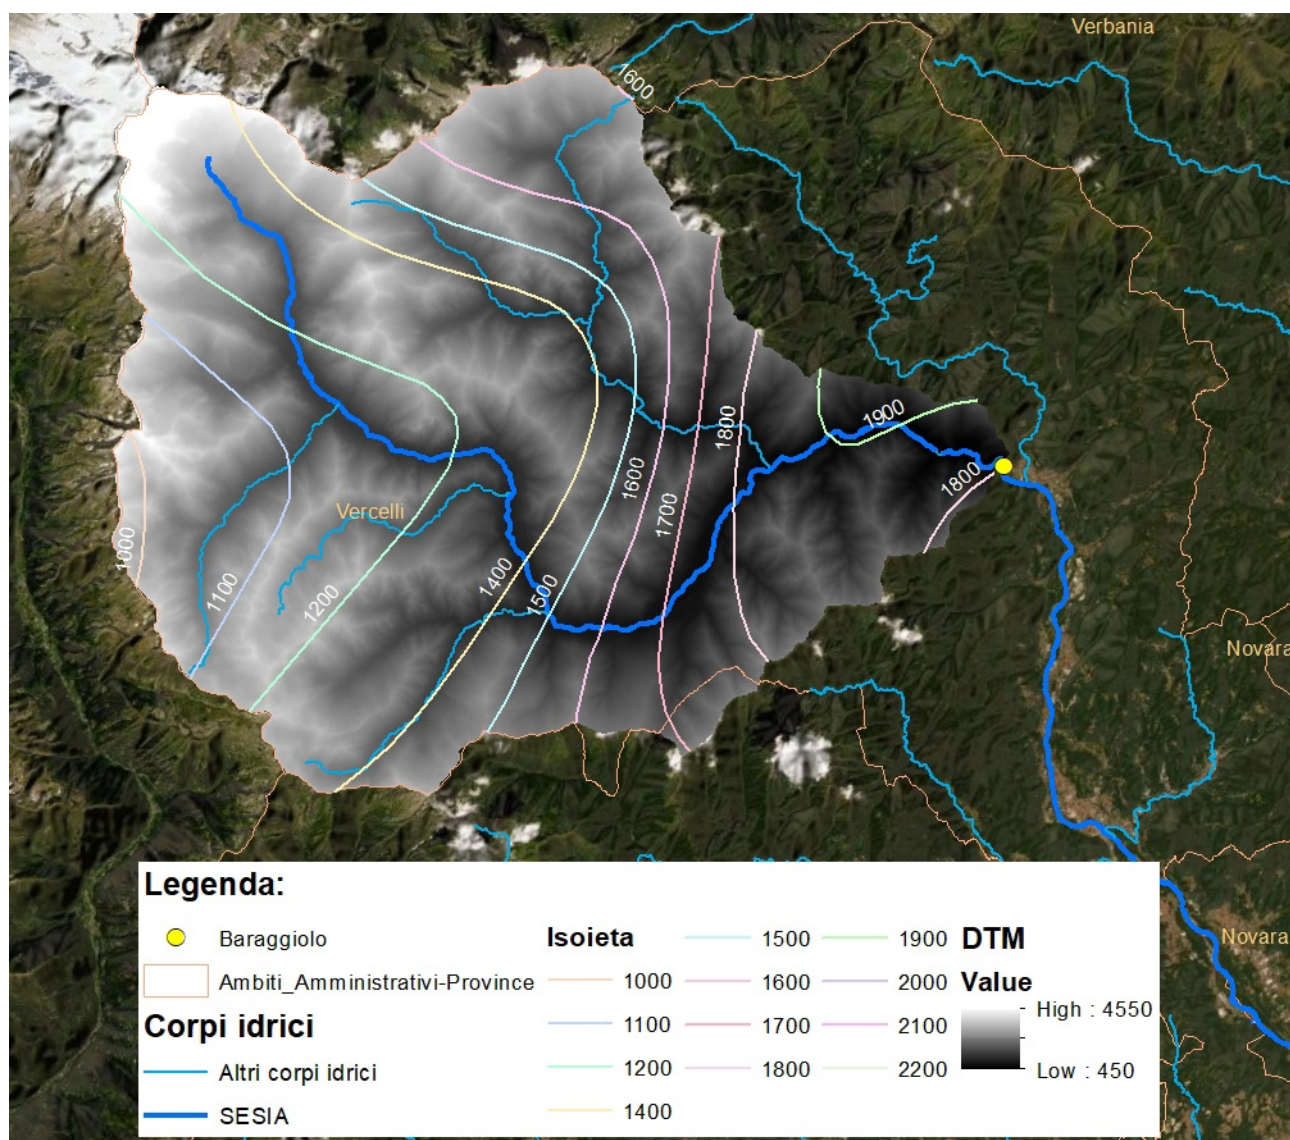 Verbania
1600
1900
1800
1800
1600
1700
Vercelli
1000
1100
1200
1400
1500
Novara
Novara
Legenda:
Baraggiolo
Ambiti_Amministrativi-Province
Corpi idrici
Altri corpi idrici
SESIA
Isoieta
1000
1100
1200
1400
1500
1600
1700
1800
1900
2000
2100
2200
DTM
Value
High : 4550
Low : 450